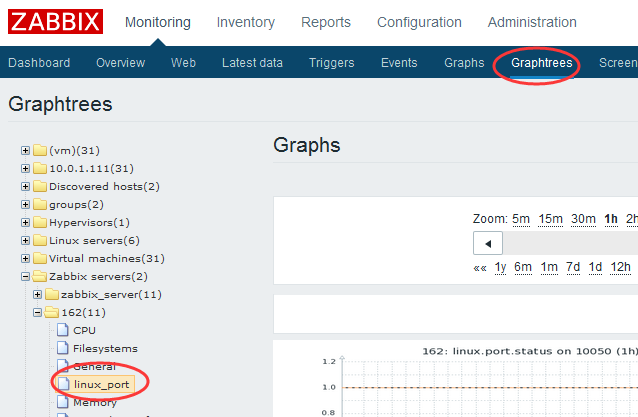 ZABBIX Monitoring Inventory Reports Configuration Administration
Dashboard Overview Web Latest data Triggers Events Graphs Graphtrees Screen
Graphtrees
(vm)(31)
10.0.1.111(31)
Discovered hosts(2)
groups(2)
Hypervisors(1)
Linux servers(6)
Virtual machines(31)
Zabbix servers(2)
zabbix_server(11)
162(11)
CPU
Filesystems
General
linux_port
Memory
Graphs
Zoom: 5m 15m 30m 1h 2h
«« 1y 6m 1m 7d 1d 12h
162: linux.port.status on 10050 (1h)
1.2
1.0
0.8